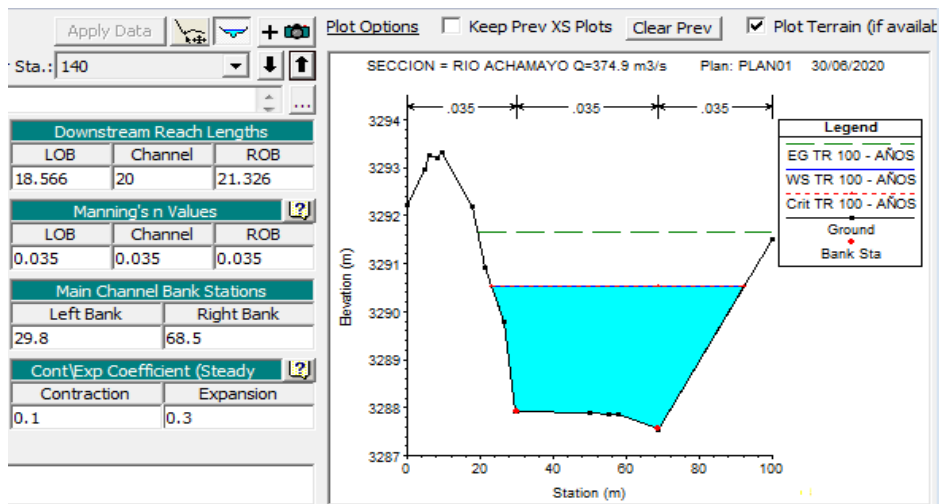 Apply Data
Plot Options Keep Prev XS Plots Clear Prev Plot Terrain (if availab
Sta.: 140
...
Downstream Reach Lengths
LOB Channel ROB
18.566 20 21.326
Manning's n Values
LOB Channel ROB
0.035 0.035 0.035
Main Channel Bank Stations
Left Bank Right Bank
29.8 68.5
Cont\Exp Coefficient (Steady
Contraction Expansion
0.1 0.3
SECCION = RIO ACHAMAYO Q=374.9 m3/s Plan: PLAN01 30/06/2020
.035 .035 .035
3294
3293
3292
3291
3290
3289
3288
3287
Elevation (m)
0 20 40 60 80 100
Station (m)
Legend
EG TR 100 - AÑOS
WS TR 100 - AÑOS
Crit TR 100 - AÑOS
Ground
Bank Sta